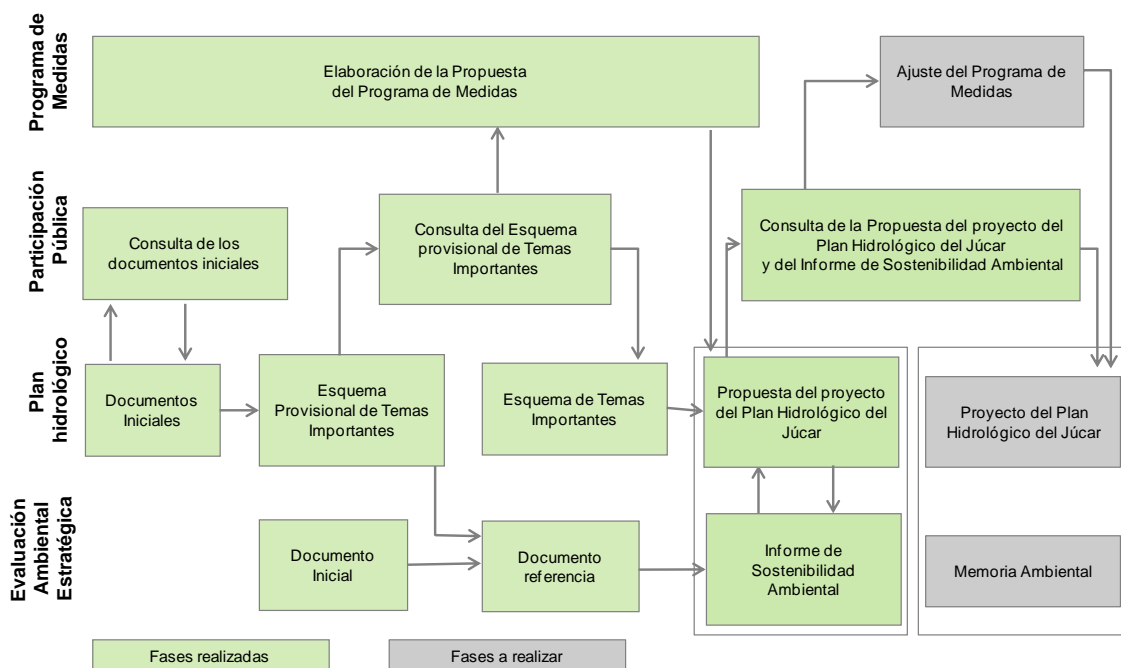 Programa de
Medidas
Elaboración de la Propuesta
del Programa de Medidas
Ajuste del Programa de
Medidas
Participación
Pública
Consulta de los
documentos iniciales
Consulta del Esquema
provisional de Temas
Importantes
Consulta de la Propuesta del proyecto del
Plan Hidrológico del Júcar
y del Informe de Sostenibilidad Ambiental
Plan
hidrológico
Documentos
Iniciales
Esquema
Provisional de Temas
Importantes
Esquema de Temas
Importantes
Propuesta del proyecto
del Plan Hidrológico del
Júcar
Proyecto del Plan
Hidrológico del Júcar
Evaluación
Ambiental
Estratégica
Documento
Inicial
Documento
referencia
Informe de
Sostenibilidad
Ambiental
Memoria Ambiental
Fases realizadas
Fases a realizar